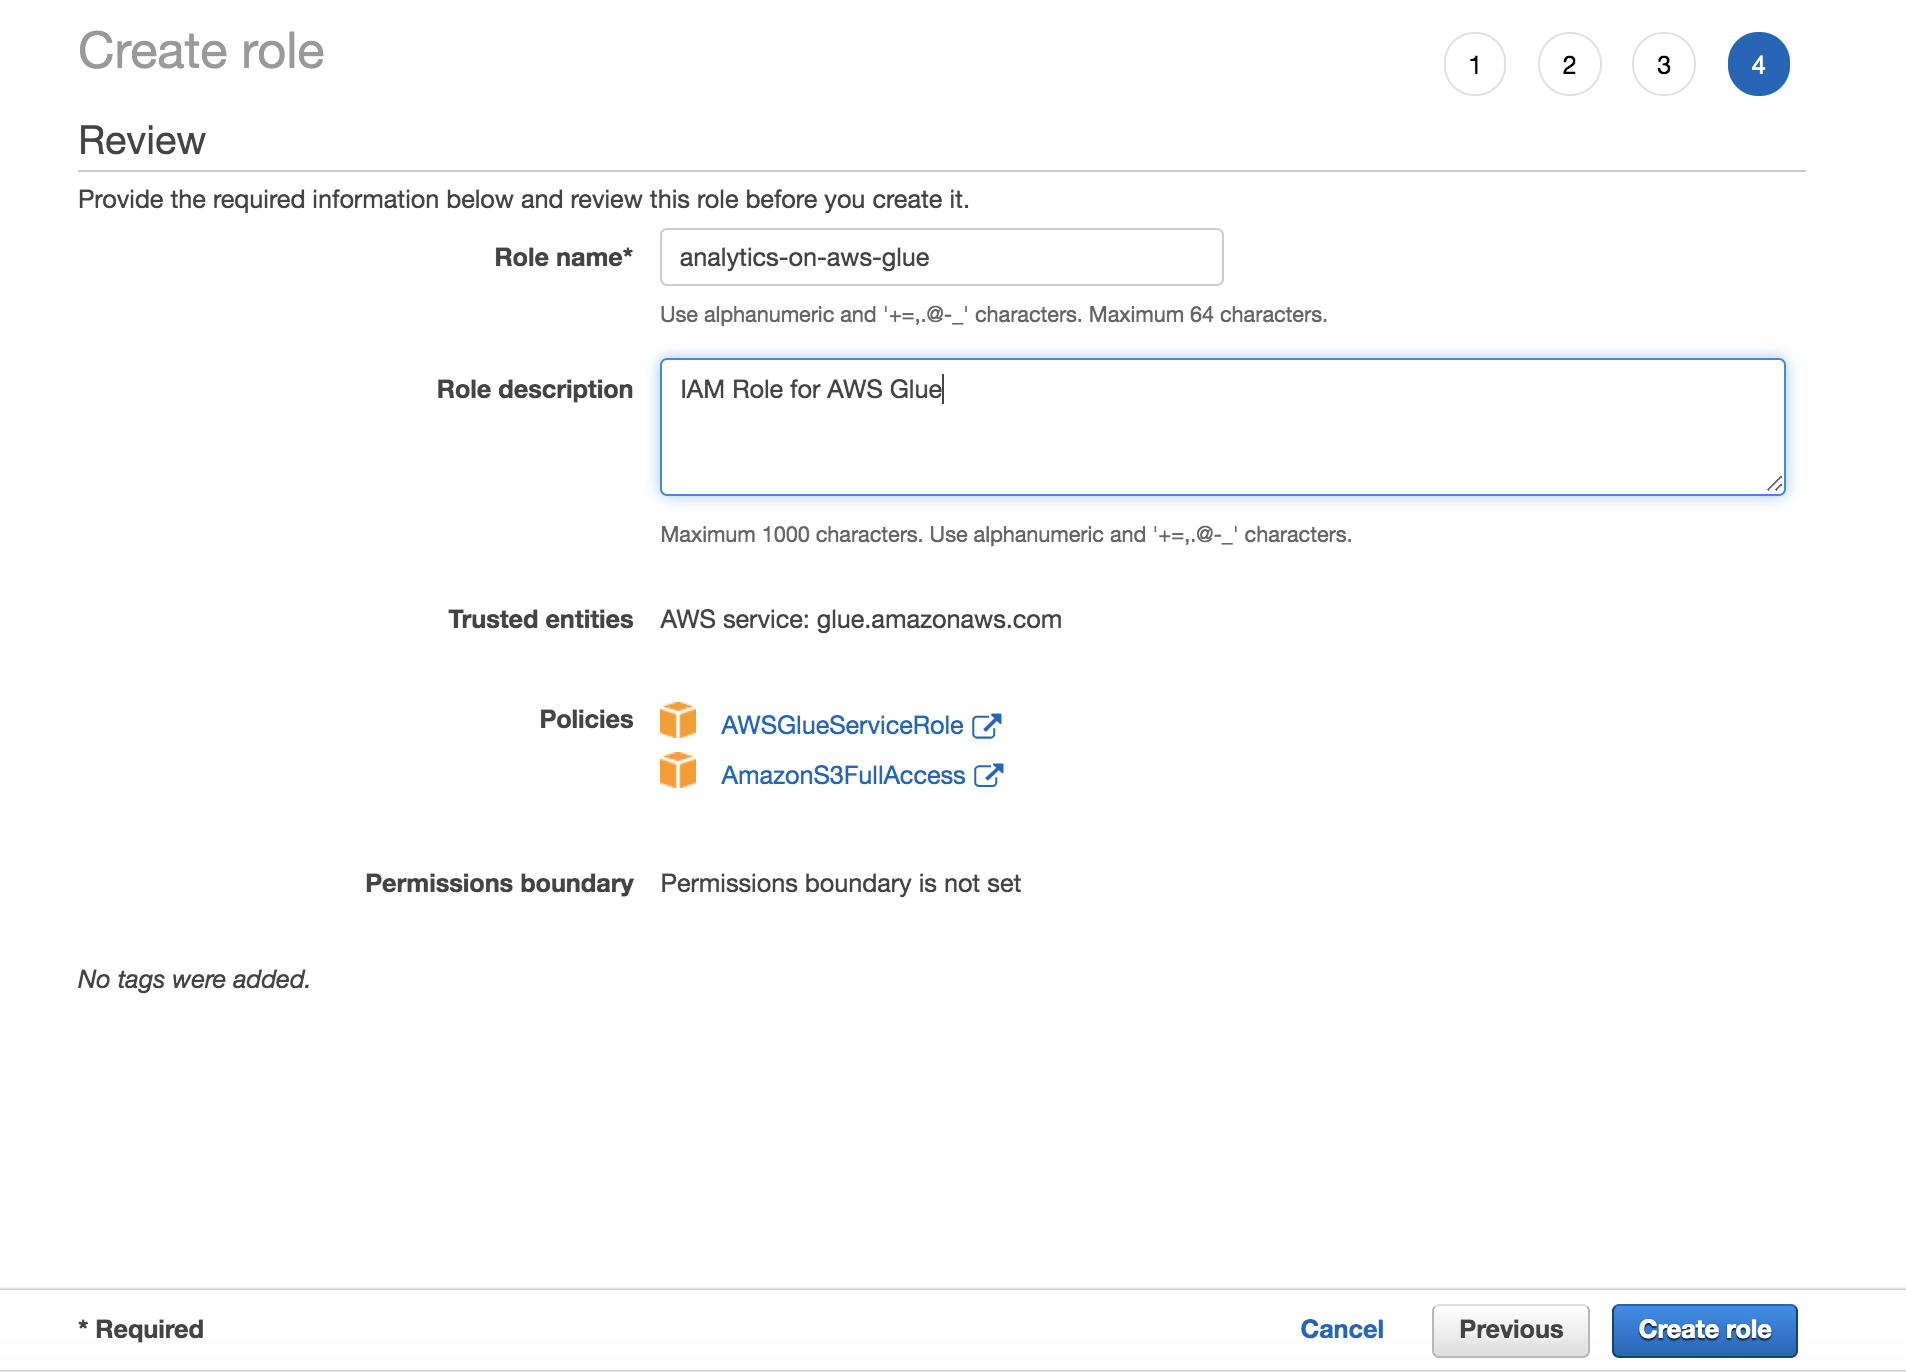 Create role
1 2 3 4
Review
Provide the required information below and review this role before you create it.
Role name* analytics-on-aws-glue
Use alphanumeric and '+=,.@-_' characters. Maximum 64 characters.
Role description IAM Role for AWS Glue
Maximum 1000 characters. Use alphanumeric and '+=,.@-_' characters.
Trusted entities AWS service: glue.amazonaws.com
Policies AWSGlueServiceRole
AmazonS3FullAccess
Permissions boundary Permissions boundary is not set
No tags were added.
* Required Cancel Previous Create role